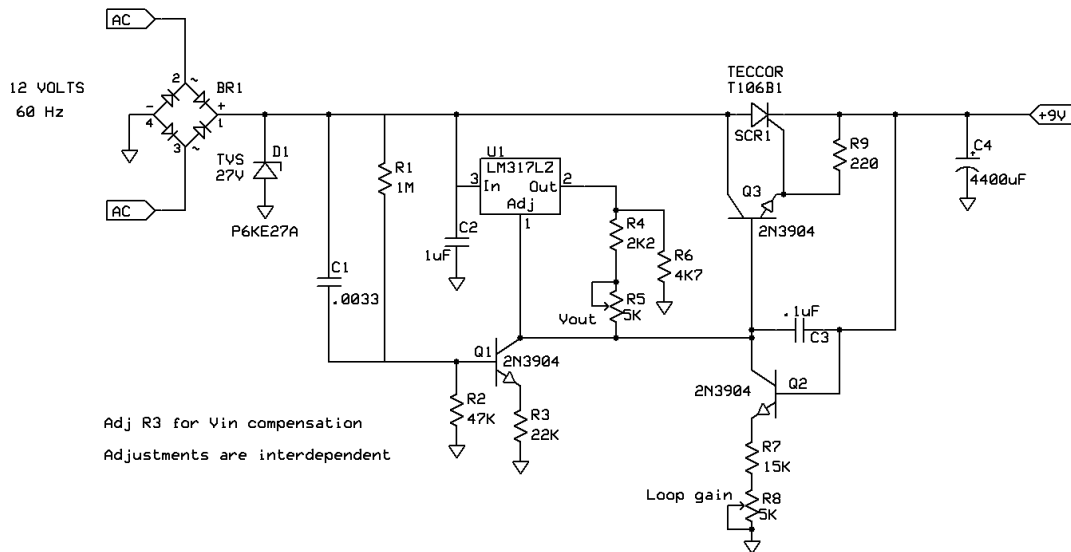 AC
12 VOLTS
60 Hz
2
~
BR1
-
+
4
1
3
~
AC
TVS
27V
D1
P6KE27A
R1
1M
C1
.0033
C2
1uF
U1
LM317LZ
3
In
Out
2
Adj
1
R4
2K2
R5
5K
Vout
R6
4K7
Q1
2N3904
R2
47K
R3
22K
TECCOR
T106B1
SCR1
R9
220
Q3
2N3904
C4
+
4400uF
+9V
.1uF
C3
2N3904
Q2
R7
15K
Loop gain
R8
5K
Adj R3 for Vin compensation
Adjustments are interdependent